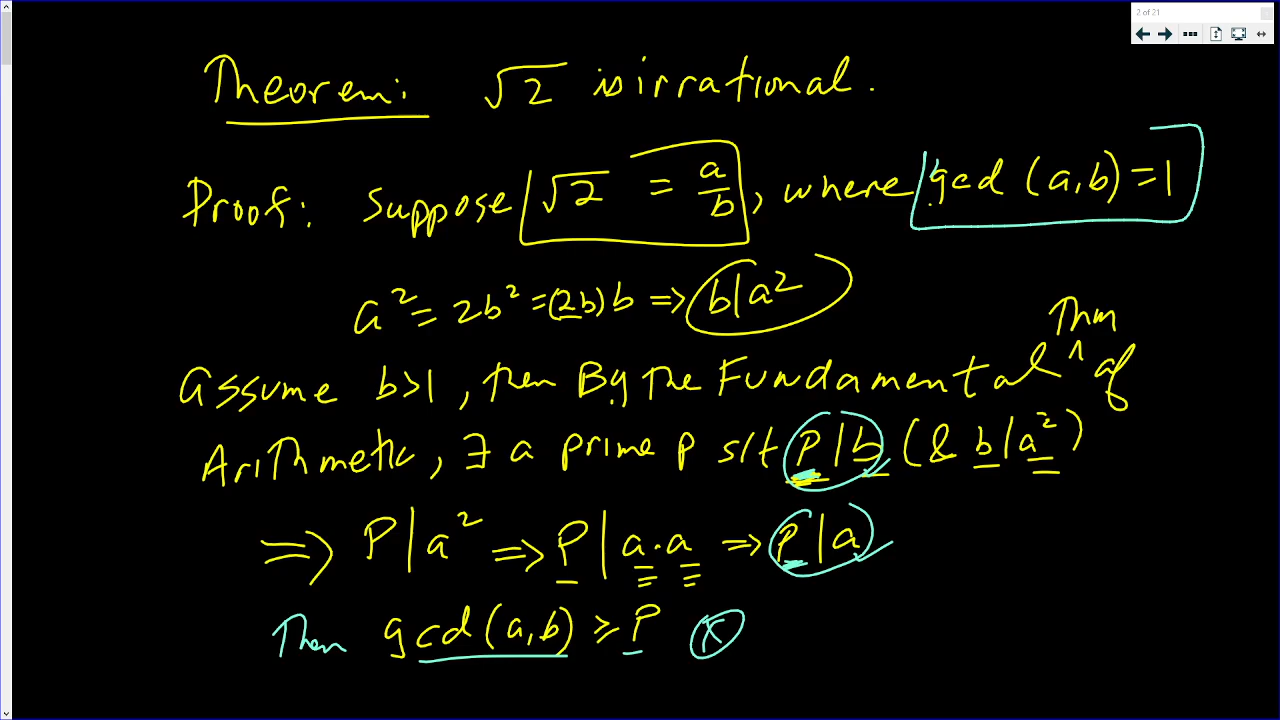 2 of 21
Theorem: √2 is irrational.
Proof: Suppose √2 = a/b, where gcd (a,b) = 1
a² = 2b² = (2b) b ⇒ b|a²
Assume b>1, then By the Fundamental ^ Thm of
Arithmetic, ∃ a prime p s/t P | b (& b | a²)
⇒ P | a² ⇒ P | a · a ⇒ P | a
Then gcd (a,b) ≥ P ⊗